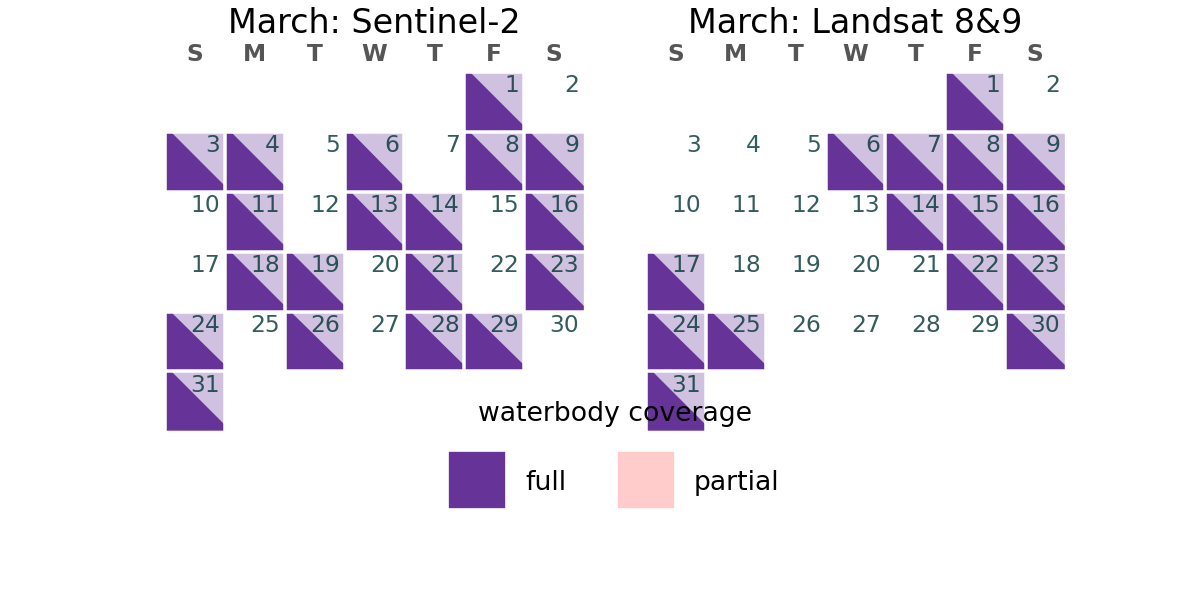 March: Sentinel-2
S M T W T F S
1 2
3 4 5 6 7 8 9
10 11 12 13 14 15 16
17 18 19 20 21 22 23
24 25 26 27 28 29 30
31
March: Landsat 8&9
S M T W T F S
1 2
3 4 5 6 7 8 9
10 11 12 13 14 15 16
17 18 19 20 21 22 23
24 25 26 27 28 29 30
31
waterbody coverage
full
partial